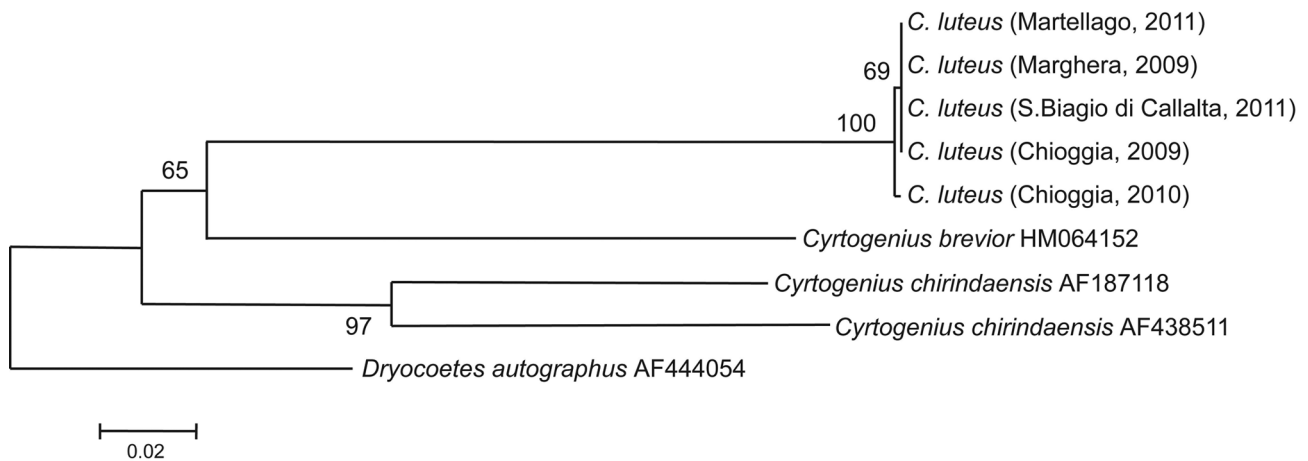 C. luteus (Martellago, 2011)
69
C. luteus (Marghera, 2009)
C. luteus (S.Biagio di Callalta, 2011)
100
C. luteus (Chioggia, 2009)
65
C. luteus (Chioggia, 2010)
Cyrtogenius brevior HM064152
Cyrtogenius chirindaensis AF187118
97
Cyrtogenius chirindaensis AF438511
Dryocoetes autographus AF444054
0.02